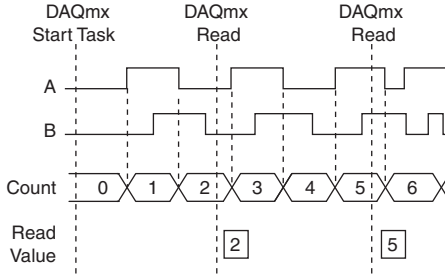 DAQmx DAQmx DAQmx
Start Task Read Read
A
B
Count 0 1 2 3 4 5 6
Read
Value 2 5